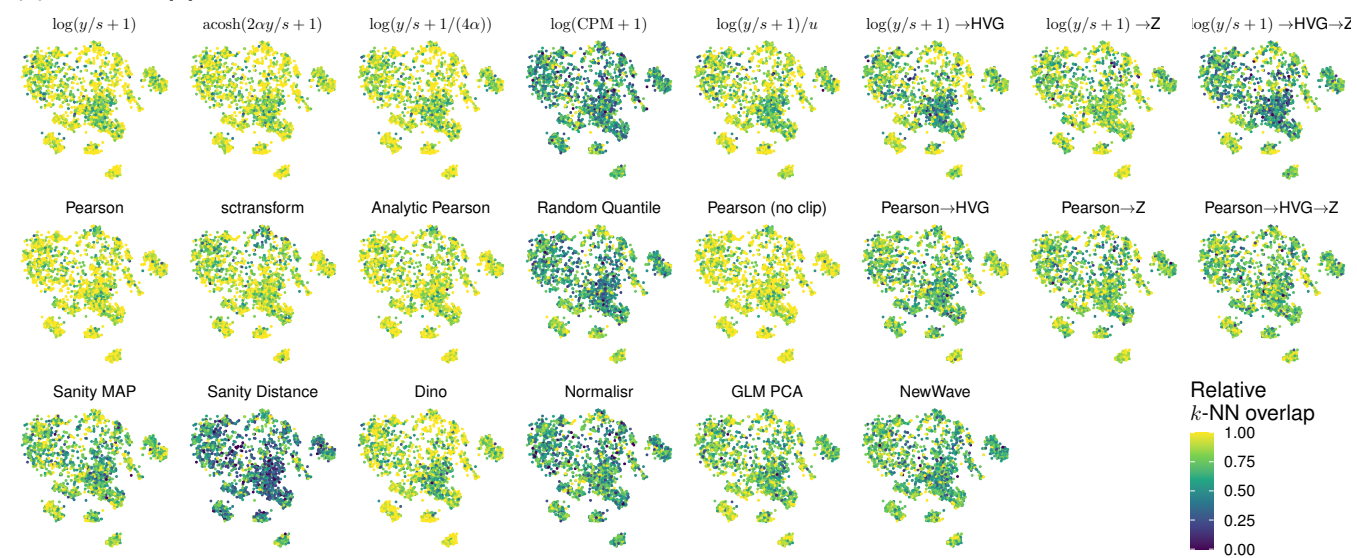 log(y/s + 1) acosh(2αy/s + 1) log(y/s + 1/(4α)) log(CPM + 1) log(y/s + 1)/u log(y/s + 1) →HVG log(y/s + 1) →Z log(y/s + 1) →HVG→Z
Pearson sctransform Analytic Pearson Random Quantile Pearson (no clip) Pearson→HVG Pearson→Z Pearson→HVG→Z
Sanity MAP Sanity Distance Dino Normalisr GLM PCA NewWave
Relative
k-NN overlap
1.00
0.75
0.50
0.25
0.00